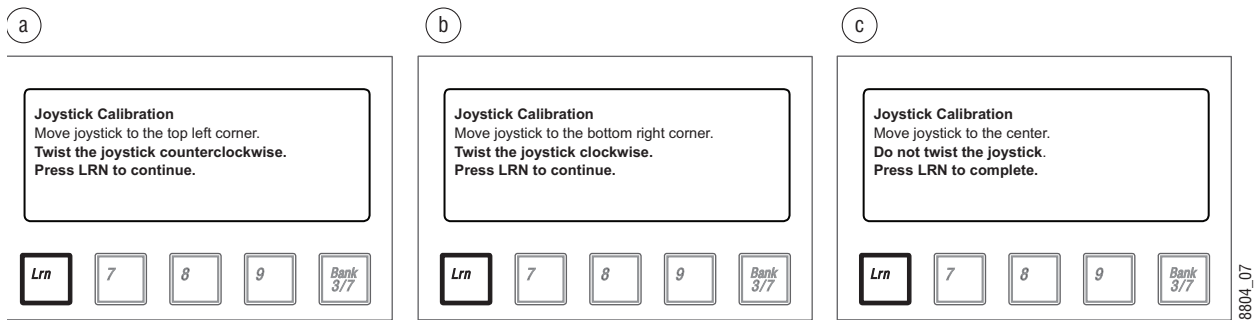 a
Joystick Calibration
Move joystick to the top left corner.
Twist the joystick counterclockwise.
Press LRN to continue.
Lrn
7
8
9
Bank
3/7
b
Joystick Calibration
Move joystick to the bottom right corner.
Twist the joystick clockwise.
Press LRN to continue.
Lrn
7
8
9
Bank
3/7
c
Joystick Calibration
Move joystick to the center.
Do not twist the joystick.
Press LRN to complete.
Lrn
7
8
9
Bank
3/7
8804_07